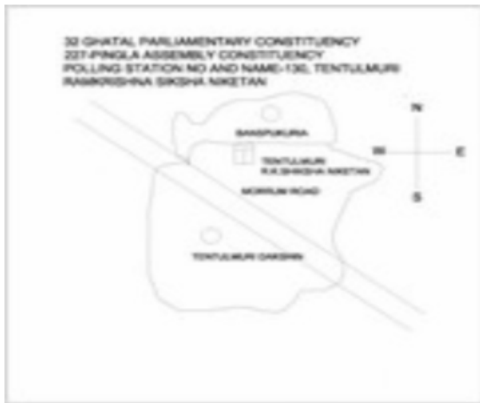 32 GHATAL PARLIAMENTARY CONSTITUENCY
227-PINGLA ASSEMBLY CONSTITUENCY
POLLING STATION NO AND NAME-130, TENTULMURI
RAMKRISHNA SIKSHA NIKETAN
N
BANSPUKURIA
W
E
TENTULMURI
R.K.SHIKSHA NIKETAN
MORRUM ROAD
S
TENTULMURI DAKSHIN